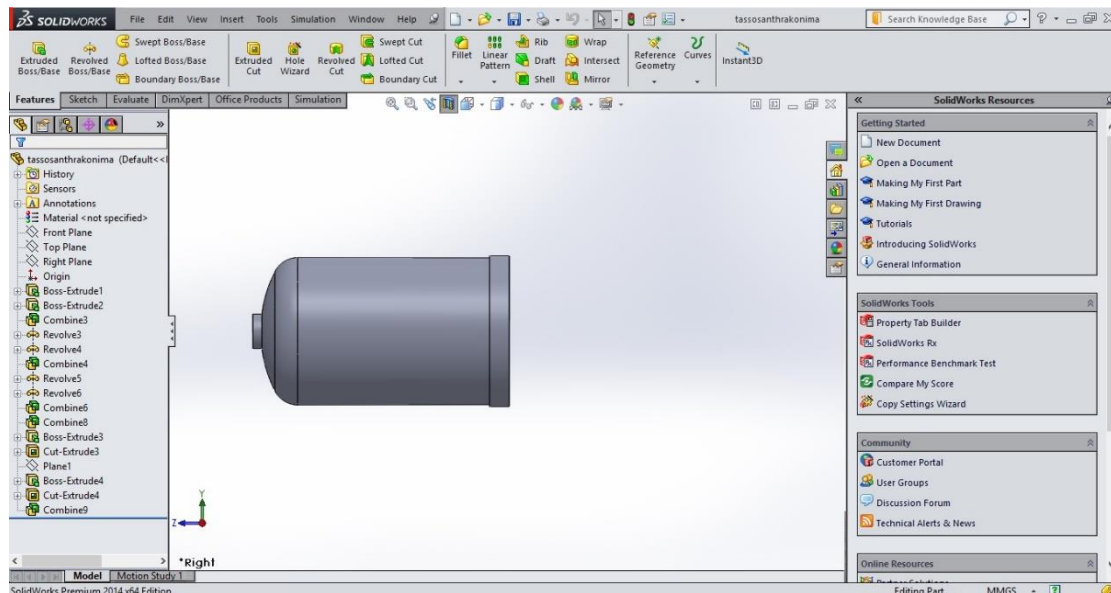 SOLIDWORKS File Edit View Insert Tools Simulation Window Help tassosanthrakonima Search Knowledge Base
Extruded Boss/Base
Revolved Boss/Base
Swept Boss/Base
Lofted Boss/Base
Boundary Boss/Base
Extruded Cut
Hole Wizard
Revolved Cut
Swept Cut
Lofted Cut
Boundary Cut
Fillet
Linear Pattern
Rib
Draft
Shell
Wrap
Intersect
Mirror
Reference Geometry
Curves
Instant3D
Features Sketch Evaluate DimXpert Office Products Simulation
tassosanthrakonima (Default<<
History
Sensors
Annotations
Material <not specified>
Front Plane
Top Plane
Right Plane
Origin
Boss-Extrude1
Boss-Extrude2
Combine3
Revolve3
Revolve4
Combine4
Revolve5
Revolve6
Combine6
Combine8
Boss-Extrude3
Cut-Extrude3
Plane1
Boss-Extrude4
Cut-Extrude4
Combine9
Y
Z
*Right
Model Motion Study 1
SolidWorks Premium 2014 x64 Edition
Editing Part MMGS
SolidWorks Resources
Getting Started
New Document
Open a Document
Making My First Part
Making My First Drawing
Tutorials
Introducing SolidWorks
General Information
SolidWorks Tools
Property Tab Builder
SolidWorks Rx
Performance Benchmark Test
Compare My Score
Copy Settings Wizard
Community
Customer Portal
User Groups
Discussion Forum
Technical Alerts & News
Online Resources